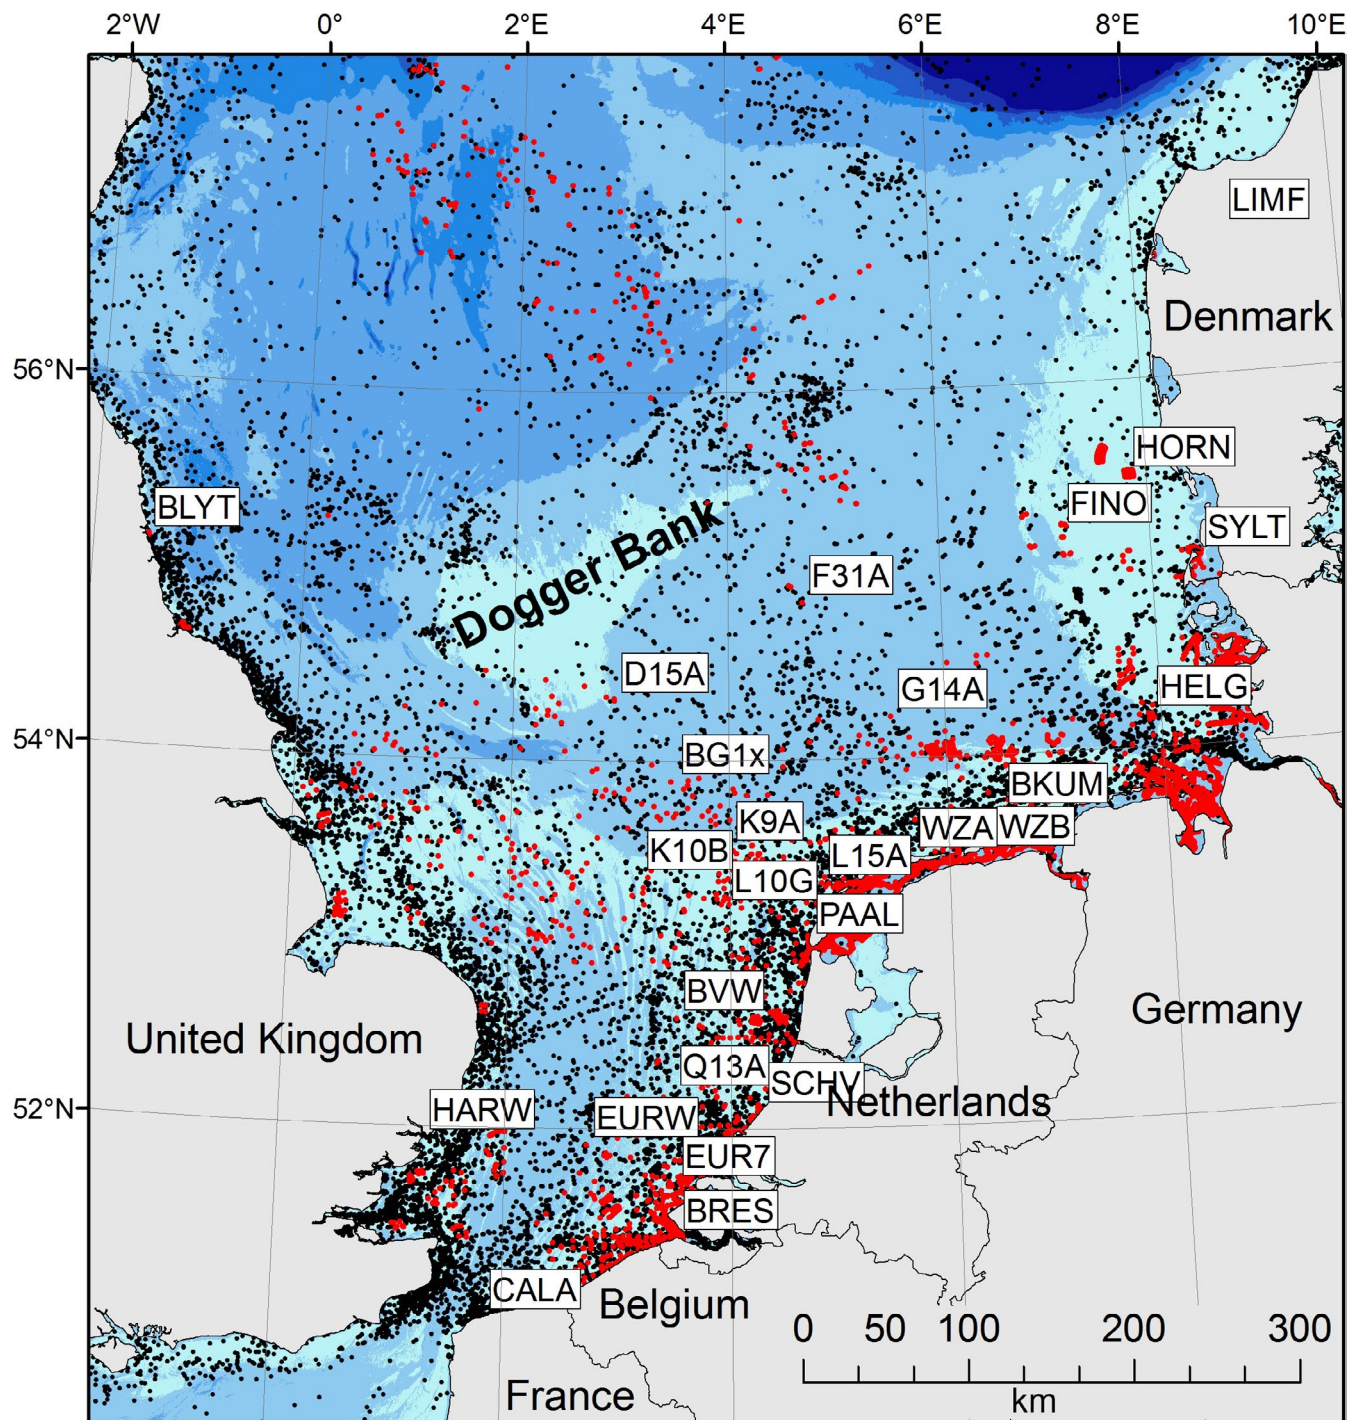 2°W 0° 2°E 4°E 6°E 8°E 10°E
LIMF
Denmark
56°N
HORN
BLYT
FINO
SYLT
Dogger Bank
F31A
D15A
G14A
HELG
54°N
BG1x
BKUM
K9A
WZA
WZB
K10B
L15A
L10G
PAAL
BVW
Germany
United Kingdom
Q13A
SCHV
52°N
HARW
EURW
Netherlands
EUR7
BRES
CALA
Belgium
0 50 100 200 300
km
France